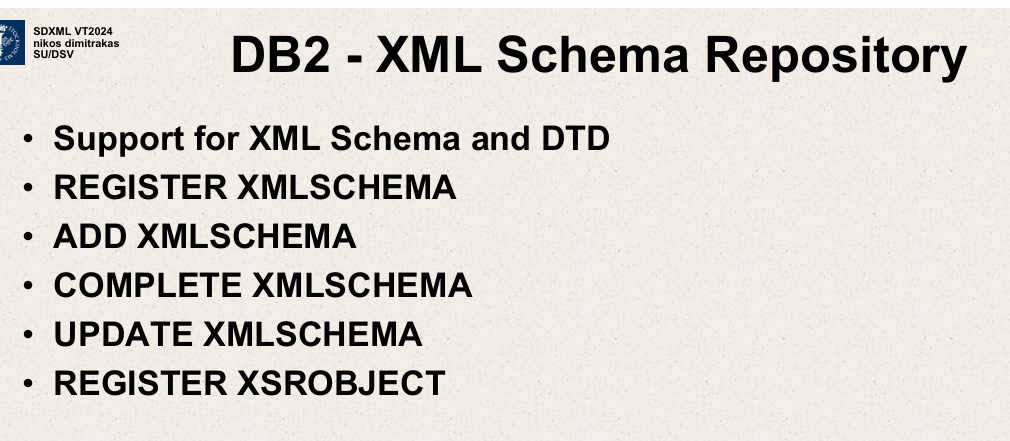 SDXML VT2024
nikos dimitrakas
SU/DSV
DB2 - XML Schema Repository
• Support for XML Schema and DTD
• REGISTER XMLSCHEMA
• ADD XMLSCHEMA
• COMPLETE XMLSCHEMA
• UPDATE XMLSCHEMA
• REGISTER XSROBJECT